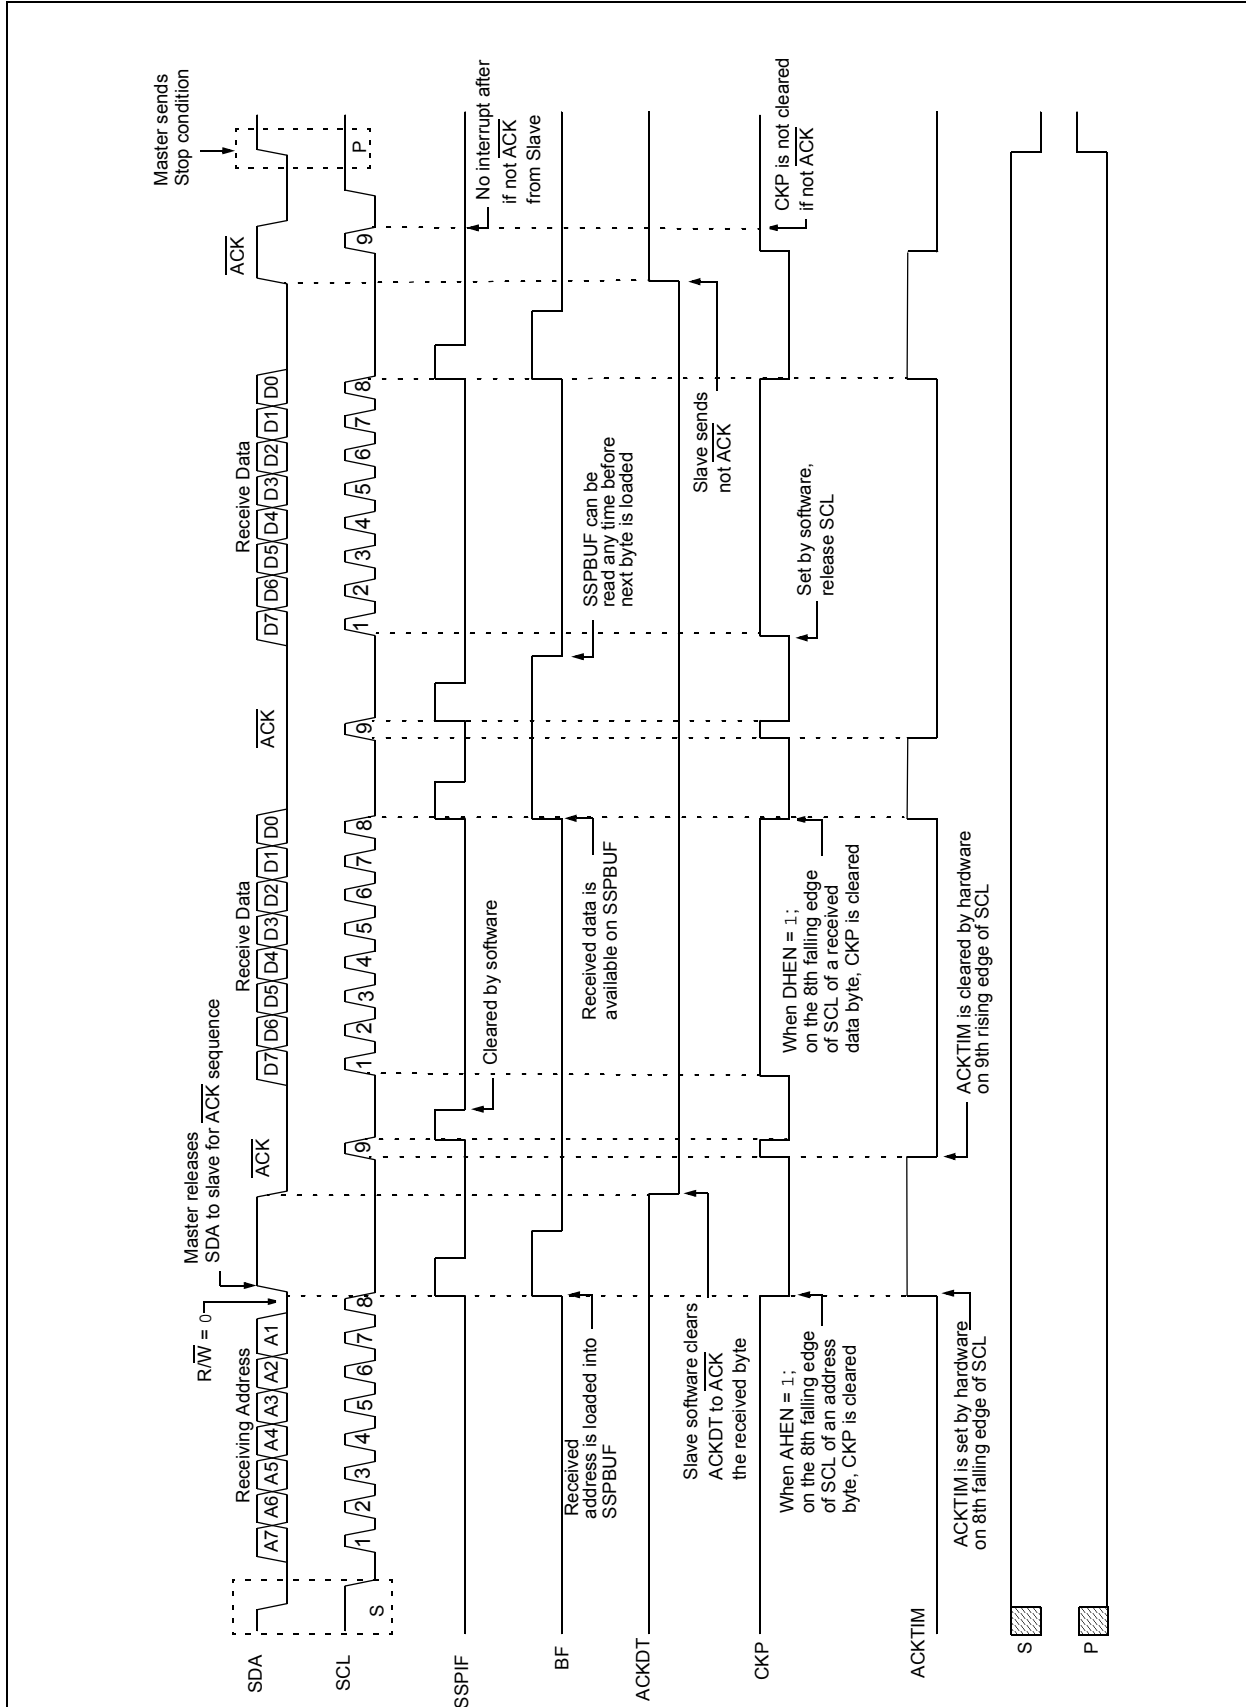 Master releases
SDA to slave for ACK sequence
Master sends
Stop condition
R/W = 0
Receiving Address
ACK
Receive Data
ACK
Receive Data
ACK
SDA
A7 A6 A5 A4 A3 A2 A1
D7 D6 D5 D4 D3 D2 D1 D0
D7 D6 D5 D4 D3 D2 D1 D0
SCL
S
1 2 3 4 5 6 7 8 9
1 2 3 4 5 6 7 8 9
1 2 3 4 5 6 7 8 9
P
SSPIF
Cleared by software
No interrupt after
if not ACK
from Slave
BF
Received
address is loaded into
SSPBUF
Received data is
available on SSPBUF
SSPBUF can be
read any time before
next byte is loaded
ACKDT
Slave software clears
ACKDT to ACK
the received byte
Slave sends
not ACK
CKP
When AHEN = 1;
on the 8th falling edge
of SCL of an address
byte, CKP is cleared
When DHEN = 1;
on the 8th falling edge
of SCL of a received
data byte, CKP is cleared
Set by software,
release SCL
CKP is not cleared
if not ACK
ACKTIM
ACKTIM is set by hardware
on 8th falling edge of SCL
ACKTIM is cleared by hardware
on 9th rising edge of SCL
S
P